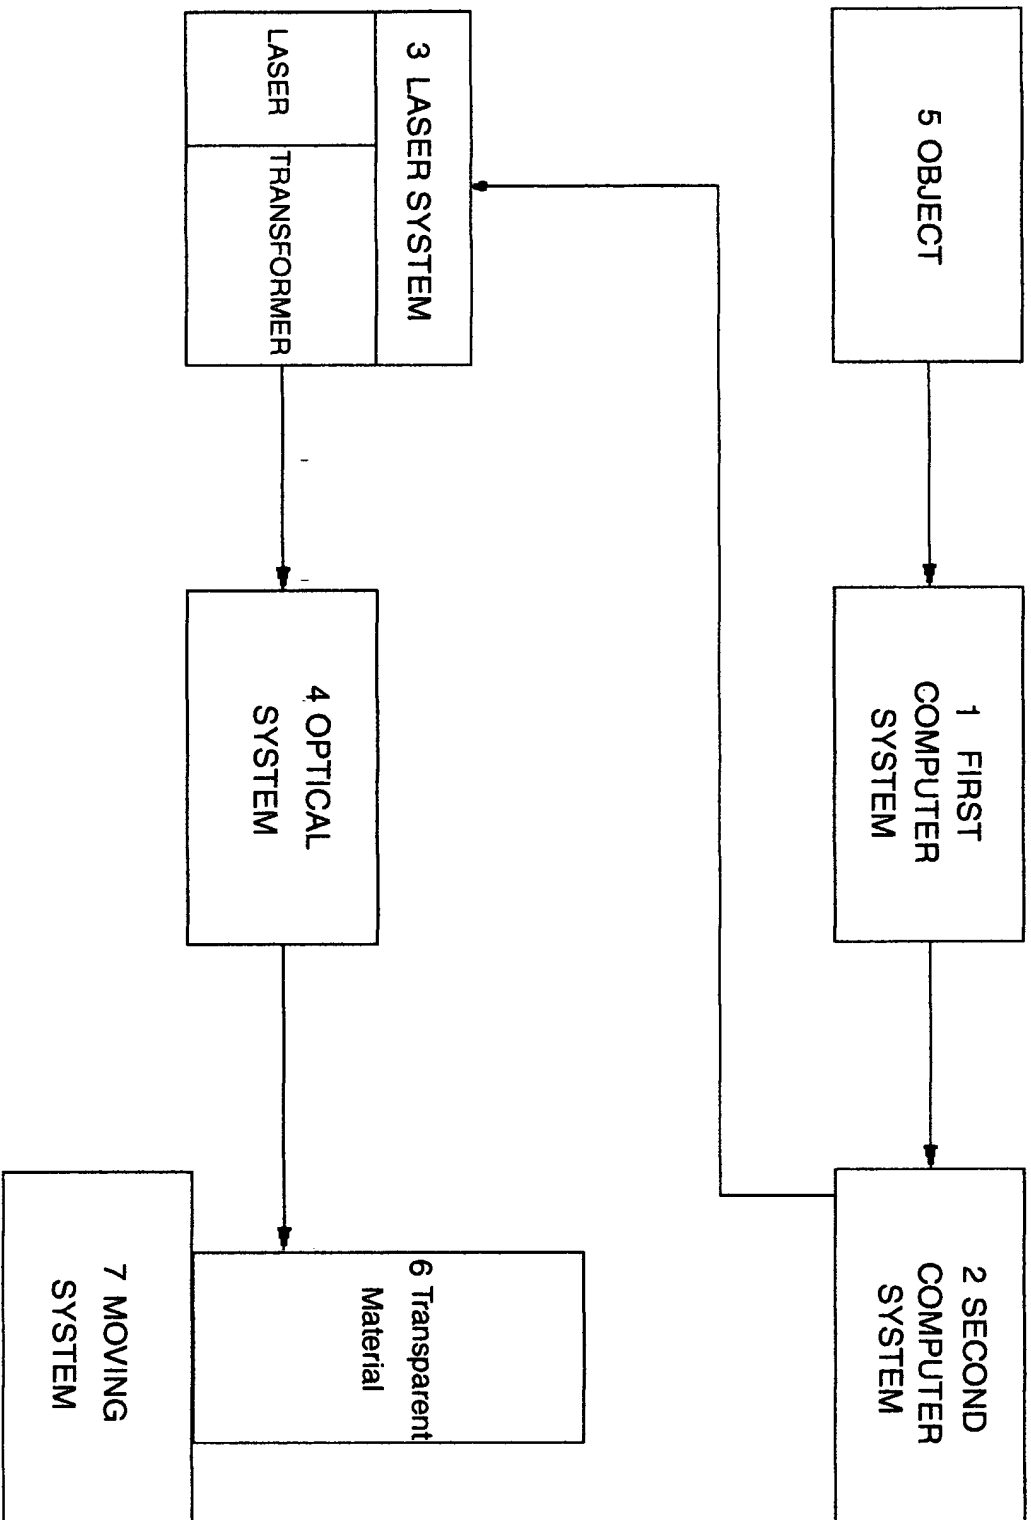 5 OBJECT
1 FIRST
COMPUTER
SYSTEM
2 SECOND
COMPUTER
SYSTEM
3 LASER SYSTEM
LASER
TRANSFORMER
4 OPTICAL
SYSTEM
6 Transparent
Material
7 MOVING
SYSTEM